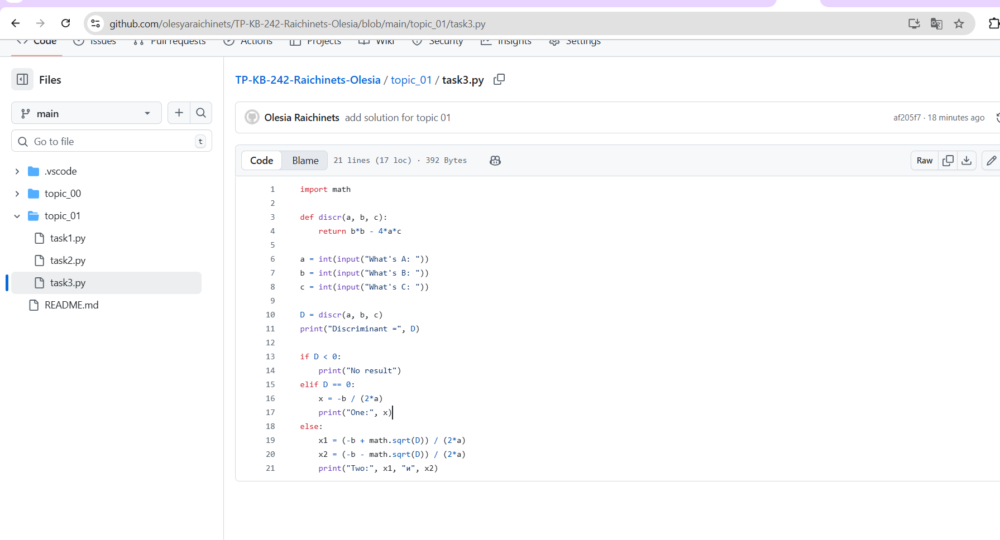 github.com/olesyaraichinets/TP-KB-242-Raichinets-Olesia/blob/main/topic_01/task3.py
Code Issues Pull requests Actions Projects Wiki Security Insights Settings
Files
TP-KB-242-Raichinets-Olesia / topic_01 / task3.py
main
Olesia Raichinets add solution for topic 01
af205f7 · 18 minutes ago
Go to file
t
Code Blame 21 lines (17 loc) · 392 Bytes
Raw
.vscode
topic_00
topic_01
task1.py
task2.py
task3.py
README.md
1 import math
2
3 def discr(a, b, c):
4     return b*b - 4*a*c
5
6 a = int(input("What's A: "))
7 b = int(input("What's B: "))
8 c = int(input("What's C: "))
9
10 D = discr(a, b, c)
11 print("Discriminant =", D)
12
13 if D < 0:
14     print("No result")
15 elif D == 0:
16     x = -b / (2*a)
17     print("One:", x)
18 else:
19     x1 = (-b + math.sqrt(D)) / (2*a)
20     x2 = (-b - math.sqrt(D)) / (2*a)
21     print("Two:", x1, "и", x2)